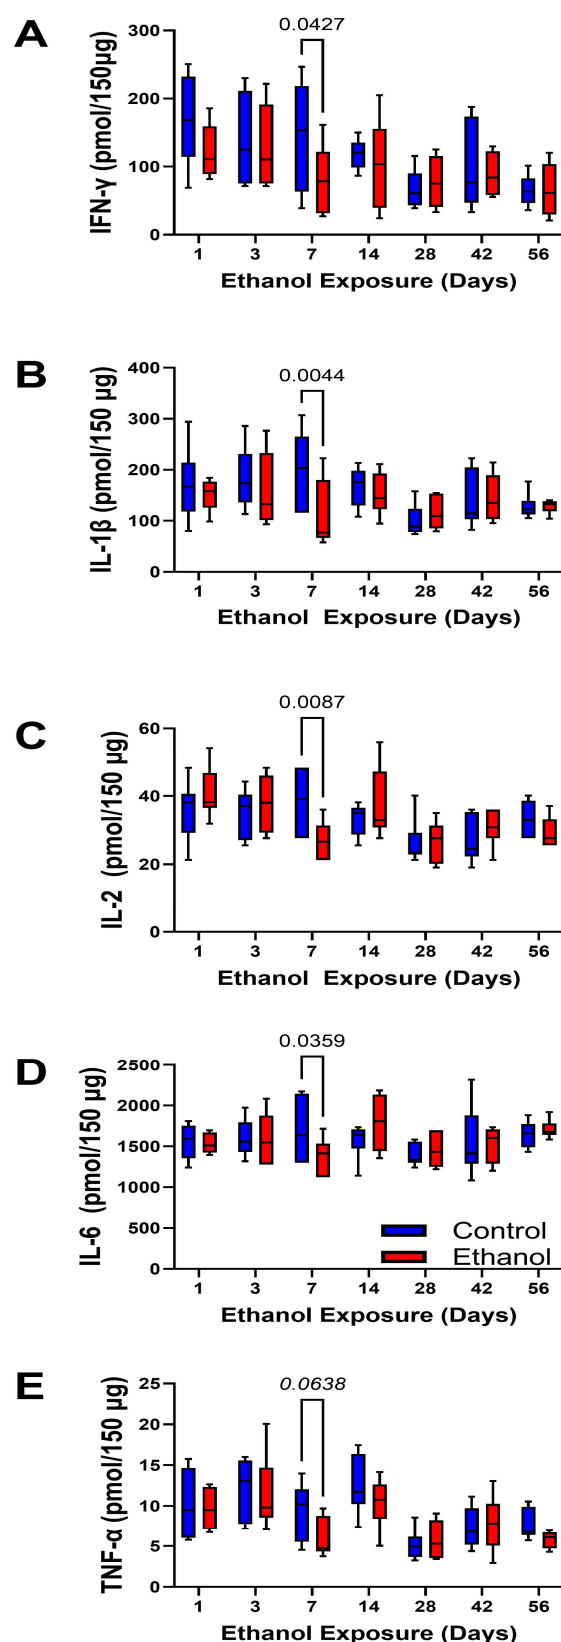 A
0.0427
IFN-γ (pmol/150μg)
300
200
100
0
1 3 7 14 28 42 56
Ethanol Exposure (Days)
B
0.0044
IL-1β (pmol/150 μg)
400
300
200
100
0
1 3 7 14 28 42 56
Ethanol Exposure (Days)
C
0.0087
IL-2 (pmol/150 μg)
60
40
20
0
1 3 7 14 28 42 56
Ethanol Exposure (Days)
D
0.0359
IL-6 (pmol/150 μg)
2500
2000
1500
1000
500
0
Control
Ethanol
1 3 7 14 28 42 56
Ethanol Exposure (Days)
E
0.0638
TNF-α (pmol/150 μg)
25
20
15
10
5
0
1 3 7 14 28 42 56
Ethanol Exposure (Days)